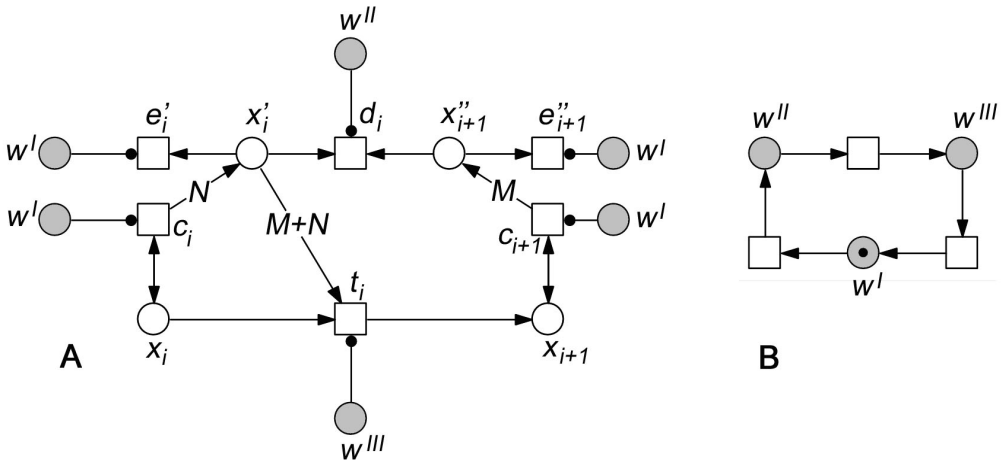 w^II
e'_i x'_i d_i x''_{i+1} e''_{i+1}
w^I w^I
N M
w^I c_i M+N c_{i+1} w^I
t_i
x_i x_{i+1}
A
w^III
w^II w^III
w^I
B